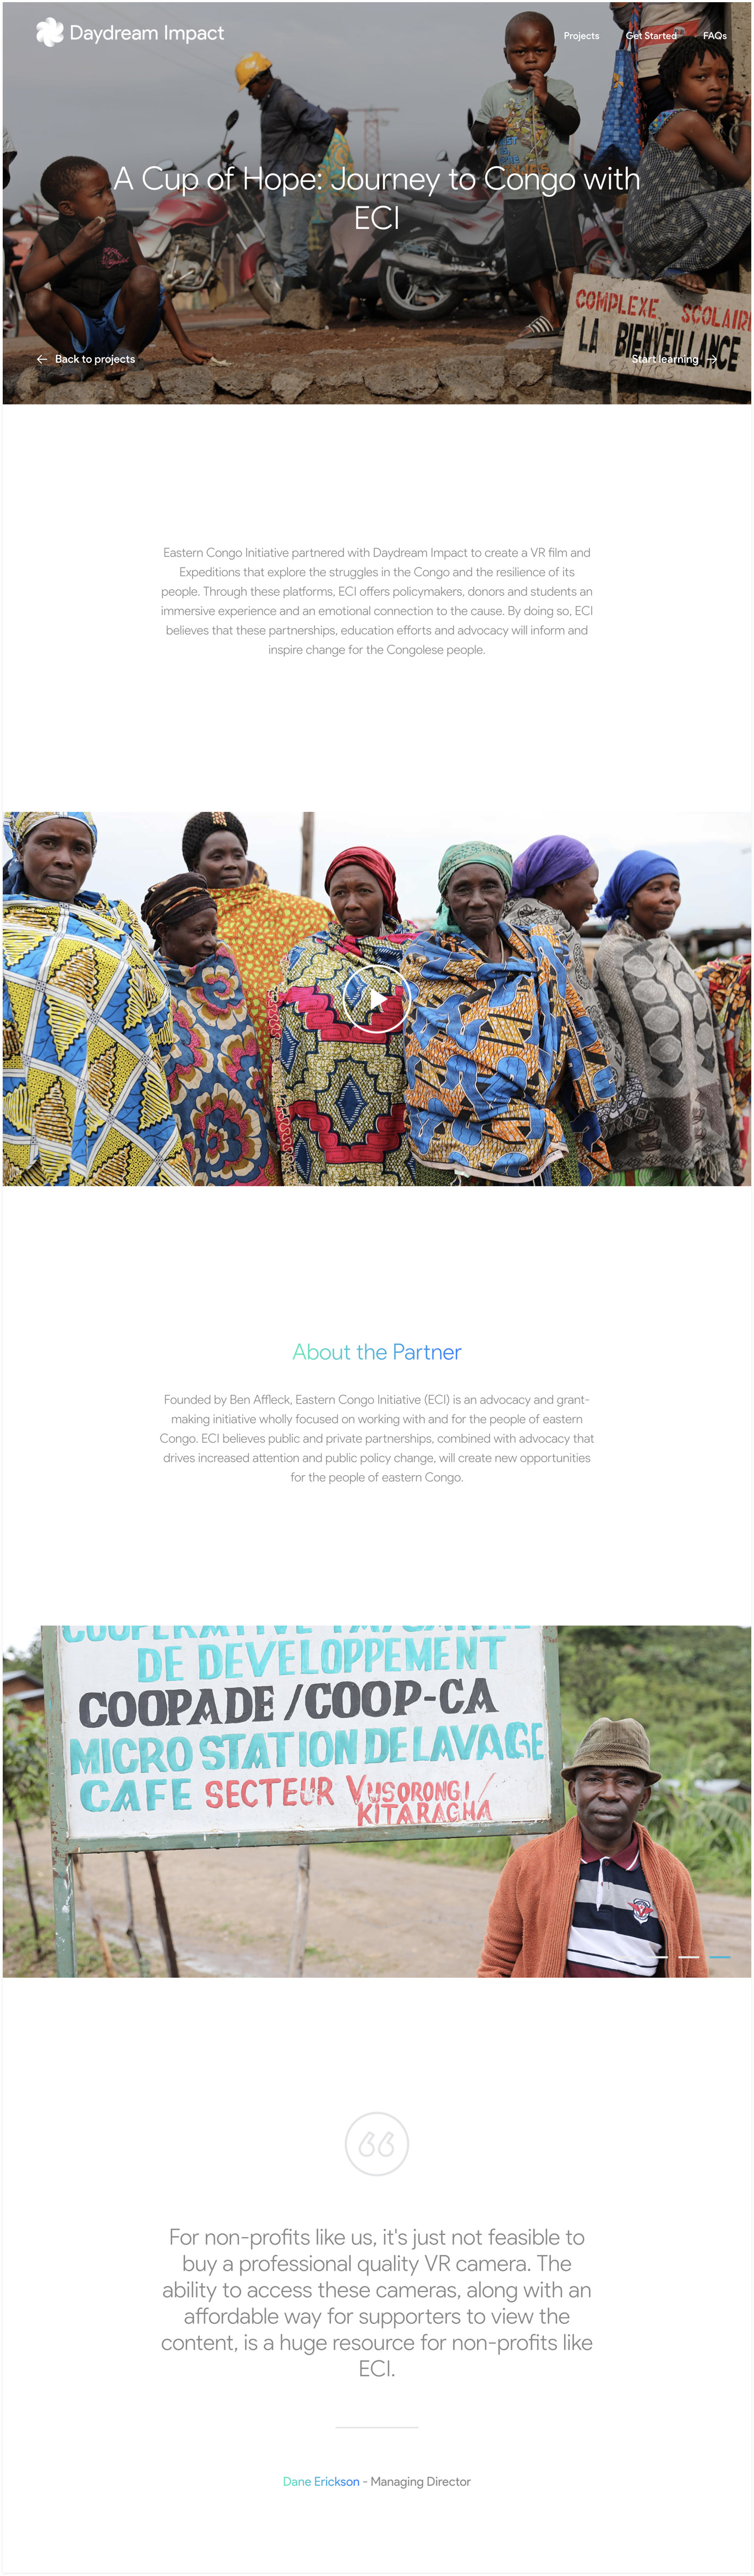 Daydream Impact
Projects
Get Started
FAQs
A Cup of Hope: Journey to Congo with
ECI
COMPLEXE SCOLAIRE
LA BIENVEILLANCE
Back to projects
Start learning
Eastern Congo Initiative partnered with Daydream Impact to create a VR film and
Expeditions that explore the struggles in the Congo and the resilience of its
people. Through these platforms, ECI offers policymakers, donors and students an
immersive experience and an emotional connection to the cause. By doing so, ECI
believes that these partnerships, education efforts and advocacy will inform and
inspire change for the Congolese people.
About the Partner
Founded by Ben Affleck, Eastern Congo Initiative (ECI) is an advocacy and grant-
making initiative wholly focused on working with and for the people of eastern
Congo. ECI believes public and private partnerships, combined with advocacy that
drives increased attention and public policy change, will create new opportunities
for the people of eastern Congo.
DE DEVELOPPEMENT
COOPADE / COOP-CA
MICRO STATION DE LAVAGE
CAFE SECTEUR VUSORONGI /
KITARAGHA
For non-profits like us, it's just not feasible to
buy a professional quality VR camera. The
ability to access these cameras, along with an
affordable way for supporters to view the
content, is a huge resource for non-profits like
ECI.
Dane Erickson - Managing Director